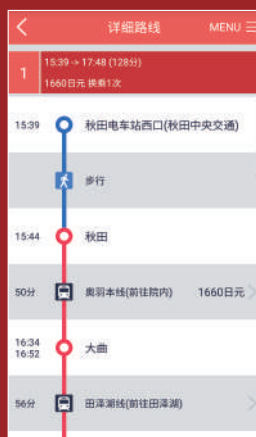 详细路线 MENU
1
15:39 -> 17:48 (128分)
1660日元 换乘1次
15:39 秋田电车站西口(秋田中央交通)
步行
15:44 秋田
50分 奥羽本线(前往院内) 1660日元
16:34
16:52 大曲
56分 田泽湖线(前往田泽湖)